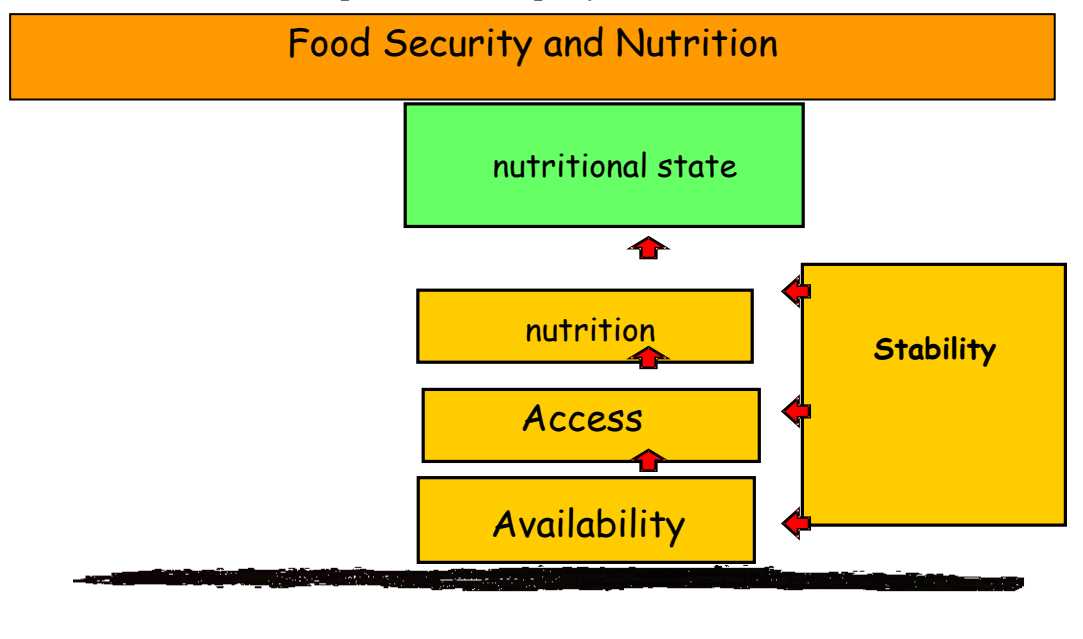 Food Security and Nutrition
nutritional state
nutrition
Stability
Access
Availability